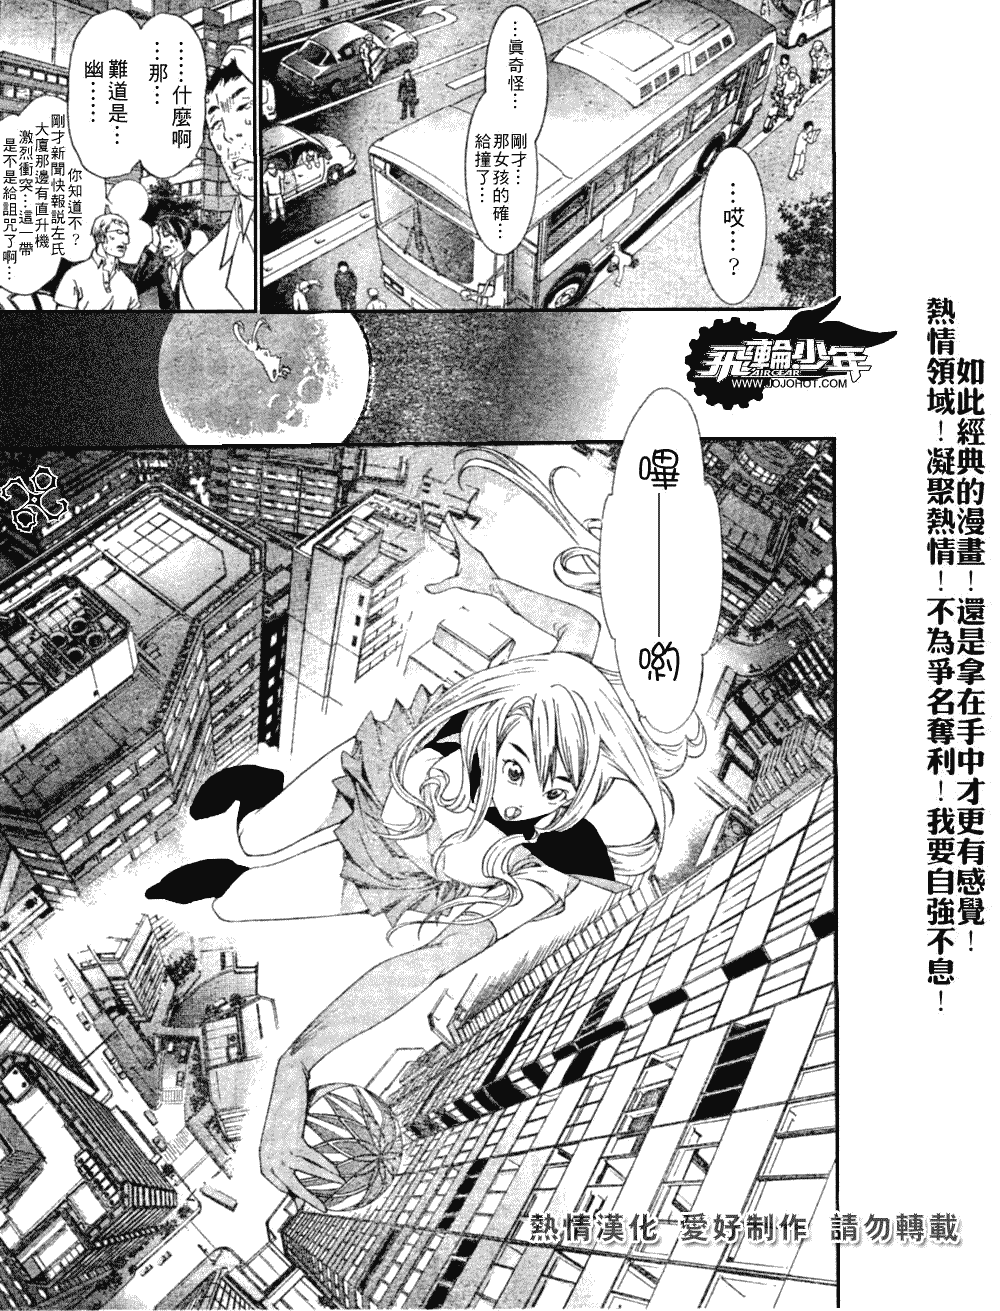 …哎…？
…眞奇怪…
剛才…
那女孩的確
給撞了…
……什麼啊
…那…
難道是…
幽……
你知道不？
剛才新聞快報説左氏
大廈那邊有直升機
激烈衝突…這一帶
是不是給詛咒了啊…
飛輪少年
AIRGEAR
WWW.JOJOHOT.COM
嗶——喲
如此經典的漫畫！還是拿在手中才更有感覺！
熱情領域！凝聚熱情！不為爭名奪利！我要自強不息！
熱情漢化 愛好制作 請勿轉載